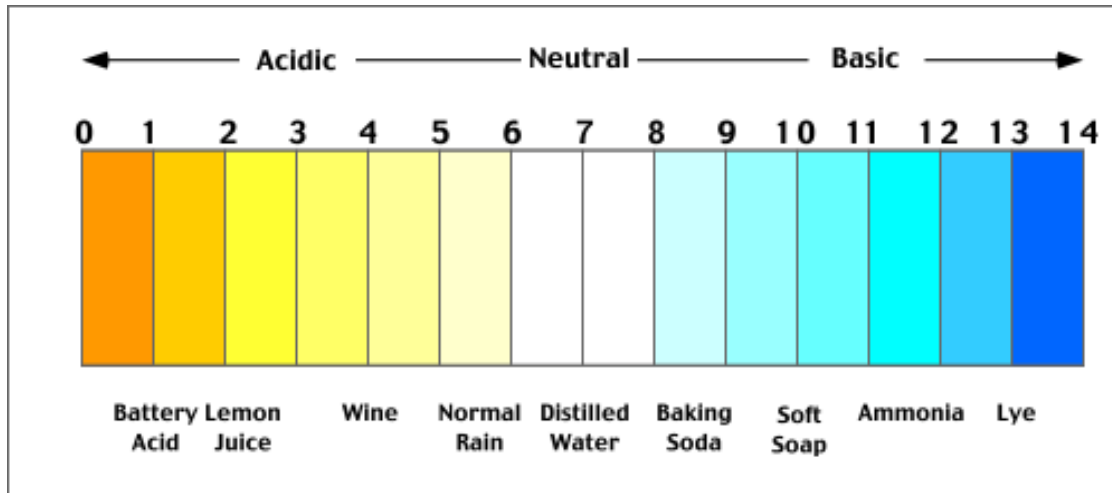 Acidic Neutral Basic
0 1 2 3 4 5 6 7 8 9 10 11 12 13 14
Battery Acid
Lemon Juice
Wine
Normal Rain
Distilled Water
Baking Soda
Soft Soap
Ammonia
Lye